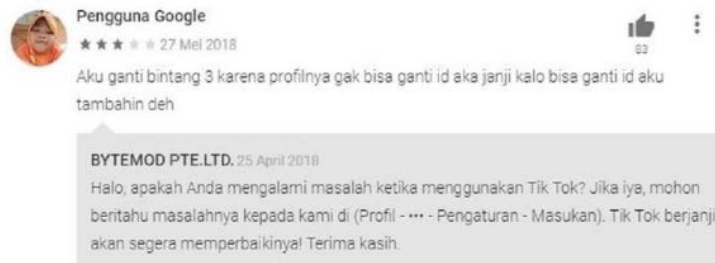 Pengguna Google
27 Mei 2018
83
Aku ganti bintang 3 karena profilnya gak bisa ganti id aka janji kalo bisa ganti id aku
tambahin deh
BYTEMOD PTE.LTD. 25 April 2018
Halo, apakah Anda mengalami masalah ketika menggunakan Tik Tok? Jika iya, mohon
beritahu masalahnya kepada kami di (Profil - ••• - Pengaturan - Masukan). Tik Tok berjanji
akan segera memperbaikinya! Terima kasih.